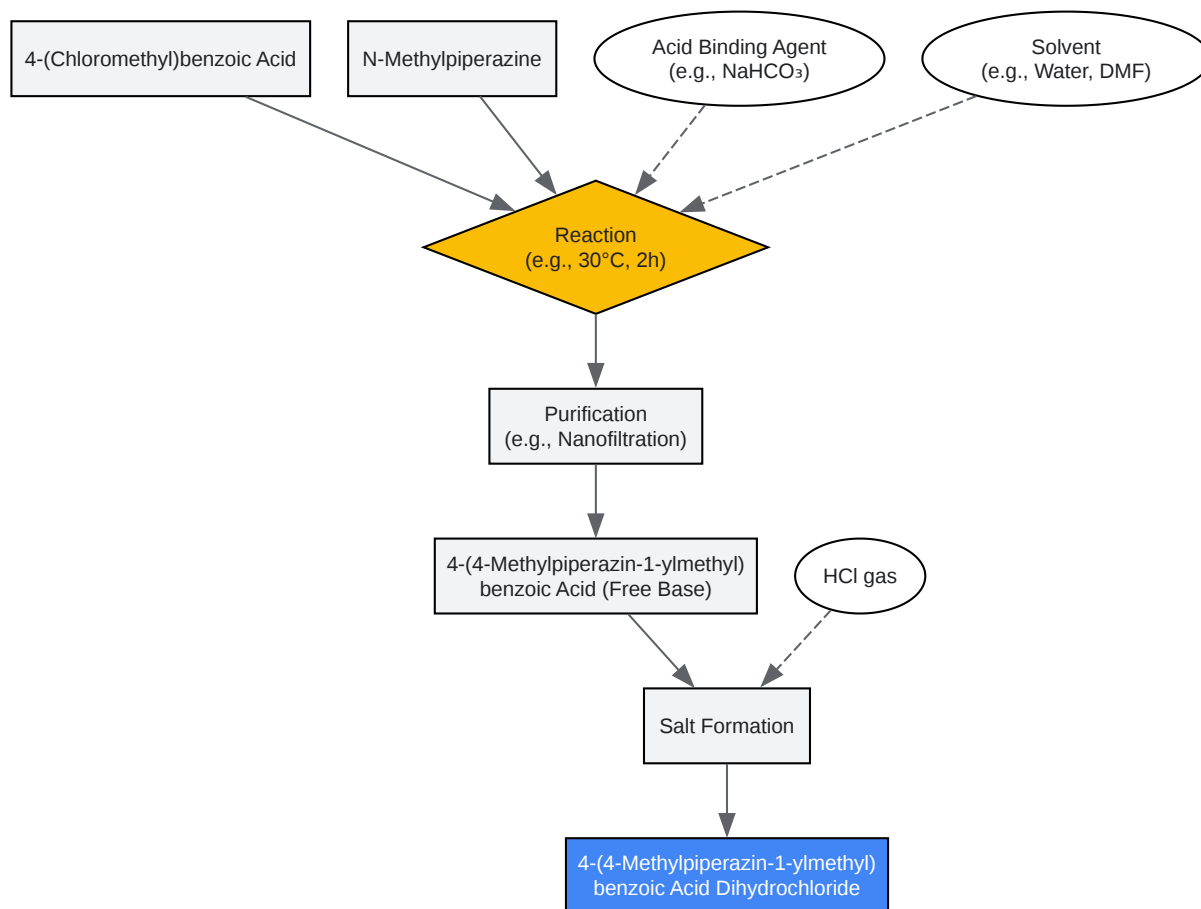 4-(Chloromethyl)benzoic Acid
N-Methylpiperazine
Acid Binding Agent
(e.g., NaHCO₃)
Solvent
(e.g., Water, DMF)
Reaction
(e.g., 30°C, 2h)
Purification
(e.g., Nanofiltration)
4-(4-Methylpiperazin-1-ylmethyl)
benzoic Acid (Free Base)
HCl gas
Salt Formation
4-(4-Methylpiperazin-1-ylmethyl)
benzoic Acid Dihydrochloride